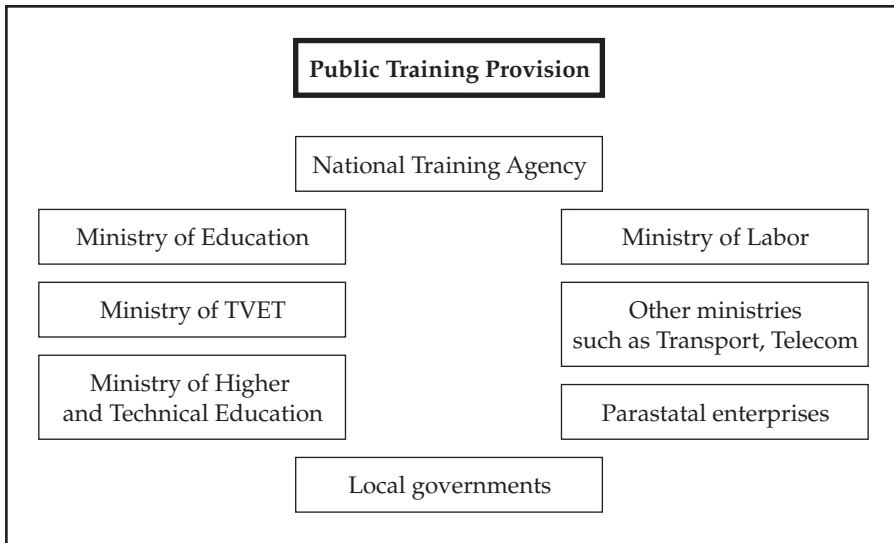 Public Training Provision
National Training Agency
Ministry of Education
Ministry of TVET
Ministry of Higher
and Technical Education
Ministry of Labor
Other ministries
such as Transport, Telecom
Parastatal enterprises
Local governments